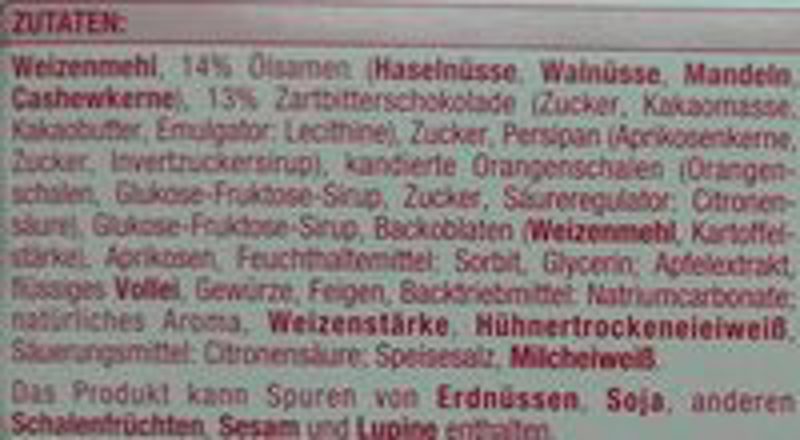 ZUTATEN:
Weizenmehl, 14% Ölsamen (Haselnüsse, Walnüsse, Mandeln,
Cashewkerne), 13% Zartbitterschokolade (Zucker, Kakaomasse,
Kakaobutter, Emulgator: Lecithine), Zucker, Persipan (Aprikosenkerne,
Zucker, Invertzuckersirup), kandierte Orangenschalen (Orangen-
schalen, Glukose-Fruktose-Sirup, Zucker, Säureregulator: Citronen-
säure), Glukose-Fruktose-Sirup, Backoblaten (Weizenmehl, Kartoffel-
stärke), Aprikosen, Feuchthaltemittel: Sorbit, Glycerin; Apfelextrakt,
flüssiges Vollei, Gewürze, Feigen, Backtriebmittel: Natriumcarbonate;
natürliches Aroma, Weizenstärke, Hühnertrockeneieiweiß,
Säuerungsmittel: Citronensäure; Speisesalz, Milcheiweiß.
Das Produkt kann Spuren von Erdnüssen, Soja, anderen
Schalenfrüchten, Sesam und Lupine enthalten.